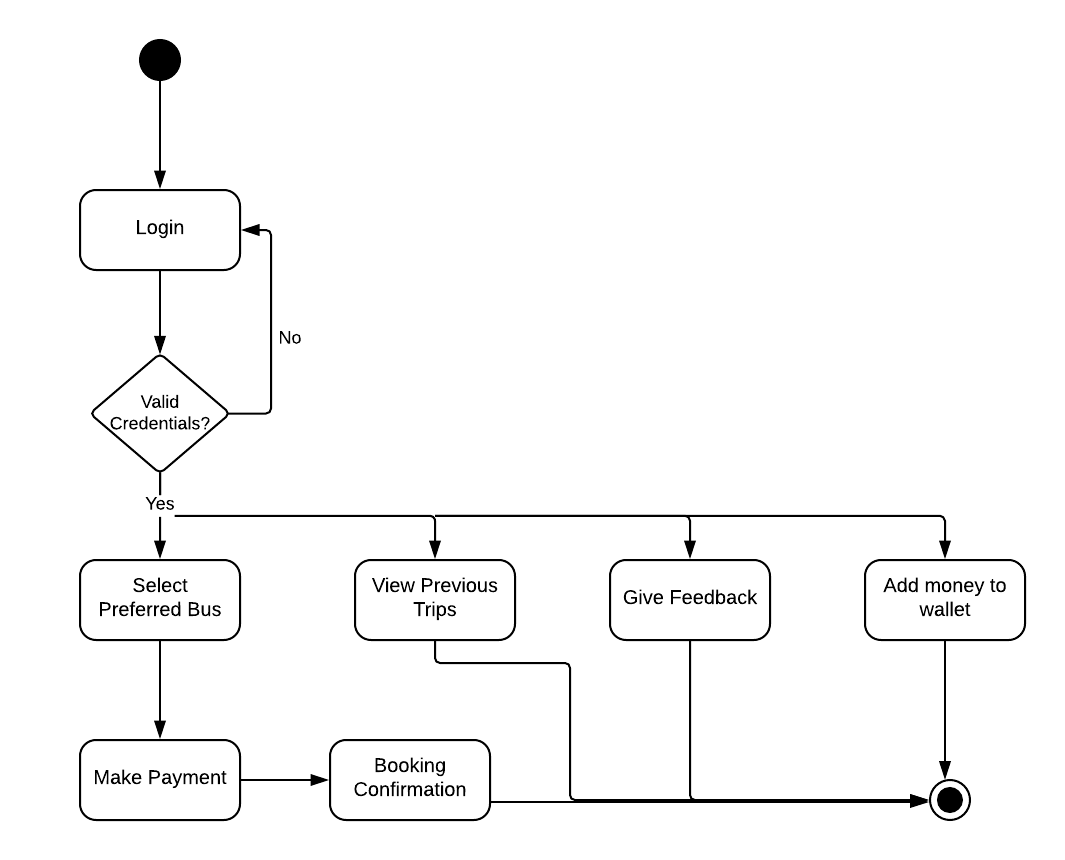 Login
No
Valid
Credentials?
Yes
Select
Preferred Bus
View Previous
Trips
Give Feedback
Add money to
wallet
Make Payment
Booking
Confirmation